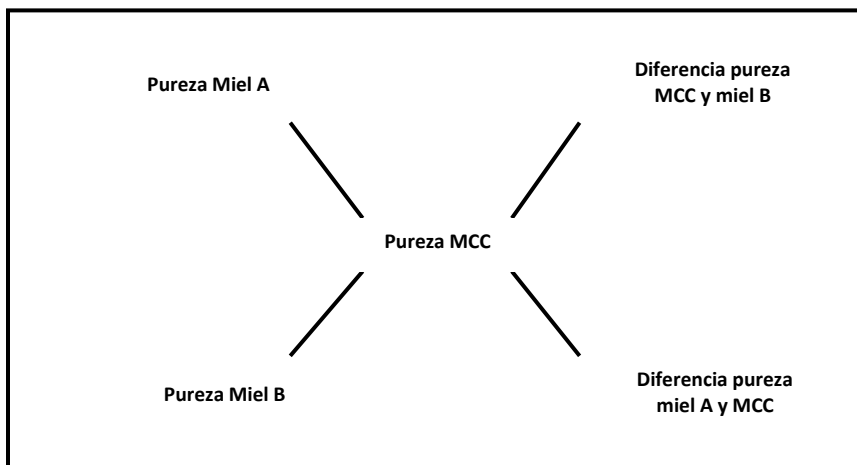 Pureza Miel A
Diferencia pureza
MCC y miel B
Pureza MCC
Pureza Miel B
Diferencia pureza
miel A y MCC